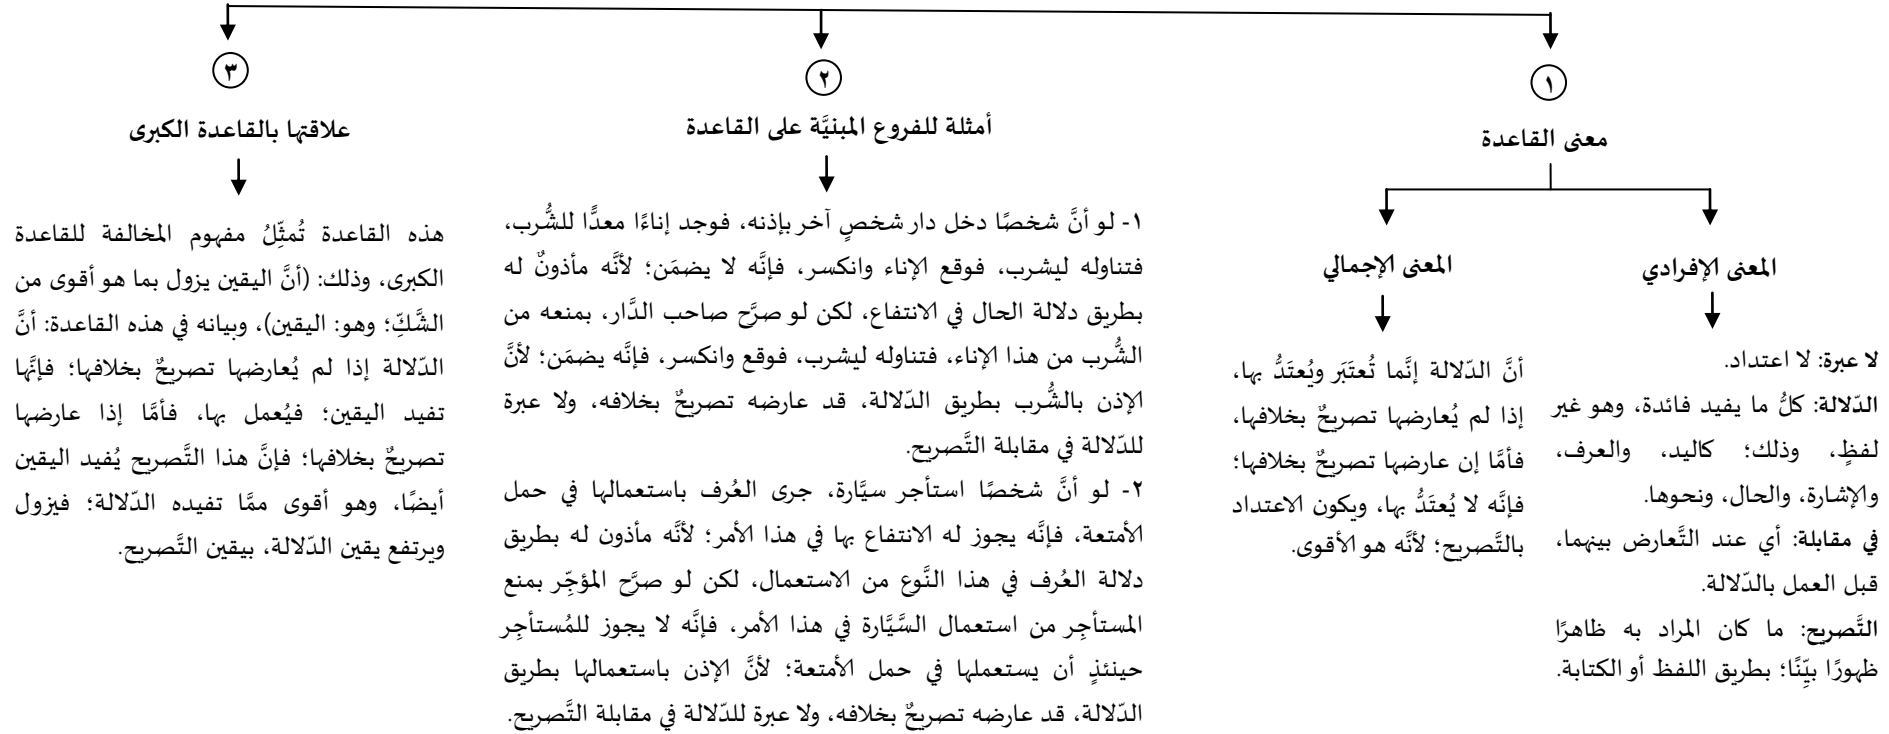 ١
معنى القاعدة
المعنى الإفرادي
لا عبرة: لا اعتداد.
الدّلالة: كلُّ ما يفيد فائدة، وهو غير
لفظٍ، وذلك؛ كاليد، والعرف،
والإشارة، والحال، ونحوها.
في مقابلة: أي عند التَّعارض بينهما،
قبل العمل بالدّلالة.
التَّصريح: ما كان المراد به ظاهرًا
ظهورًا بيِّنًا؛ بطريق اللفظ أو الكتابة.
المعنى الإجمالي
أنَّ الدّلالة إنَّما تُعتَبَر ويُعتَدُّ بها،
إذا لم يُعارضها تصريحٌ بخلافها،
فأمَّا إن عارضها تصريحٌ بخلافها؛
فإنَّه لا يُعتَدُّ بها، ويكون الاعتداد
بالتَّصريح؛ لأنَّه هو الأقوى.
٢
أمثلة للفروع المبنيَّة على القاعدة
١- لو أنَّ شخصًا دخل دار شخصٍ آخر بإذنه، فوجد إناءًا معدًّا للشُّرب،
فتناوله ليشرب، فوقع الإناء وانكسر، فإنَّه لا يضمَن؛ لأنَّه مأذونٌ له
بطريق دلالة الحال في الانتفاع، لكن لو صرَّح صاحب الدَّار، بمنعه من
الشُّرب من هذا الإناء، فتناوله ليشرب، فوقع وانكسر، فإنَّه يضمَن؛ لأنَّ
الإذن بالشُّرب بطريق الدّلالة، قد عارضه تصريحٌ بخلافه، ولا عبرة
للدّلالة في مقابلة التَّصريح.
٢- لو أنَّ شخصًا استأجر سيَّارة، جرى العُرف باستعمالها في حمل
الأمتعة، فإنَّه يجوز له الانتفاع بها في هذا الأمر؛ لأنَّه مأذون له بطريق
دلالة العُرف في هذا النَّوع من الاستعمال، لكن لو صرَّح المؤجِّر بمنع
المستأجِر من استعمال السَّيَّارة في هذا الأمر، فإنَّه لا يجوز للمُستأجِر
حينئذٍ أن يستعملها في حمل الأمتعة؛ لأنَّ الإذن باستعمالها بطريق
الدّلالة، قد عارضه تصريحٌ بخلافه، ولا عبرة للدّلالة في مقابلة التَّصريح.
٣
علاقتها بالقاعدة الكبرى
هذه القاعدة تُمثِّلُ مفهوم المخالفة للقاعدة
الكبرى، وذلك: (أنَّ اليقين يزول بما هو أقوى من
الشَّكِّ؛ وهو: اليقين)، وبيانه في هذه القاعدة: أنَّ
الدّلالة إذا لم يُعارضها تصريحٌ بخلافها؛ فإنَّها
تفيد اليقين؛ فيُعمل بها، فأمَّا إذا عارضها
تصريحٌ بخلافها؛ فإنَّ هذا التَّصريح يُفيد اليقين
أيضًا، وهو أقوى ممَّا تفيده الدّلالة؛ فيزول
ويرتفع يقين الدّلالة، بيقين التَّصريح.